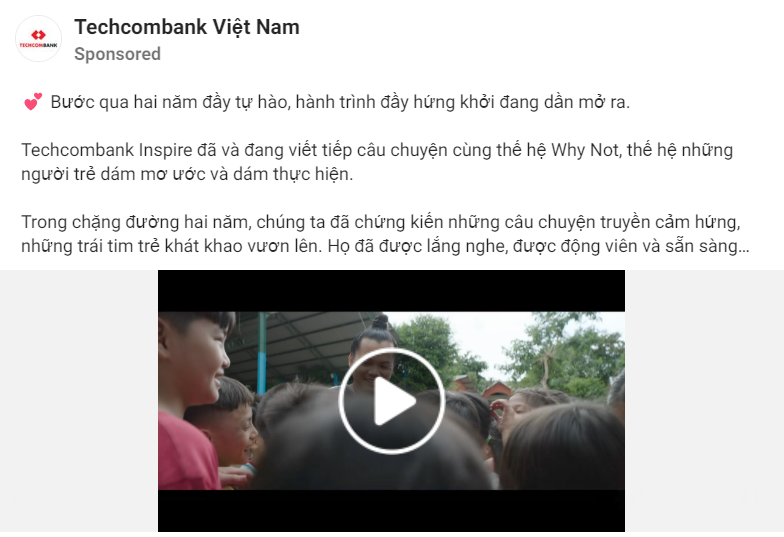 TECHCOMBANK
Techcombank Việt Nam
Sponsored
💕 Bước qua hai năm đầy tự hào, hành trình đầy hứng khởi đang dần mở ra.
Techcombank Inspire đã và đang viết tiếp câu chuyện cùng thế hệ Why Not, thế hệ những
người trẻ dám mơ ước và dám thực hiện.
Trong chặng đường hai năm, chúng ta đã chứng kiến những câu chuyện truyền cảm hứng,
những trái tim trẻ khát khao vươn lên. Họ đã được lắng nghe, được động viên và sẵn sàng...